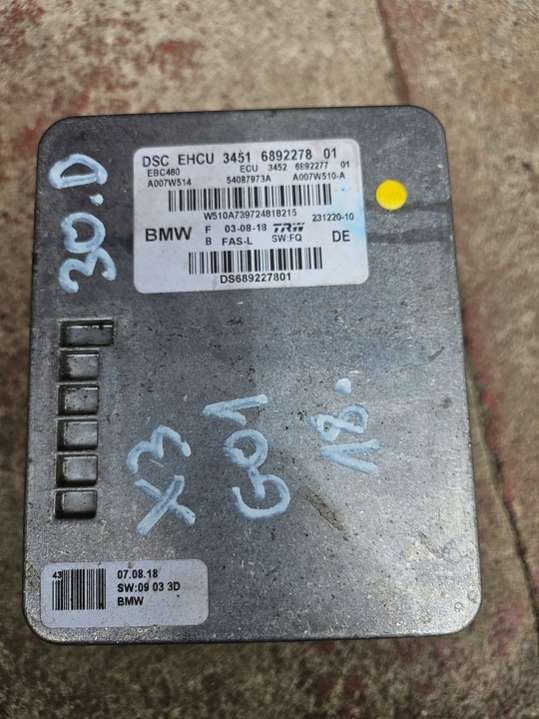 DSC EHCU 3451 6892278 01
EBC460 ECU 3452 6892277 01
A007W514 54087973A A007W510-A
W510A739724818215
231220-10
BMW F 03-08-18 TRW DE
B FAS-L SW:FQ
DS689227801
30.D
X3
G01
18.
43
07.08.18
SW:09 03 3D
BMW